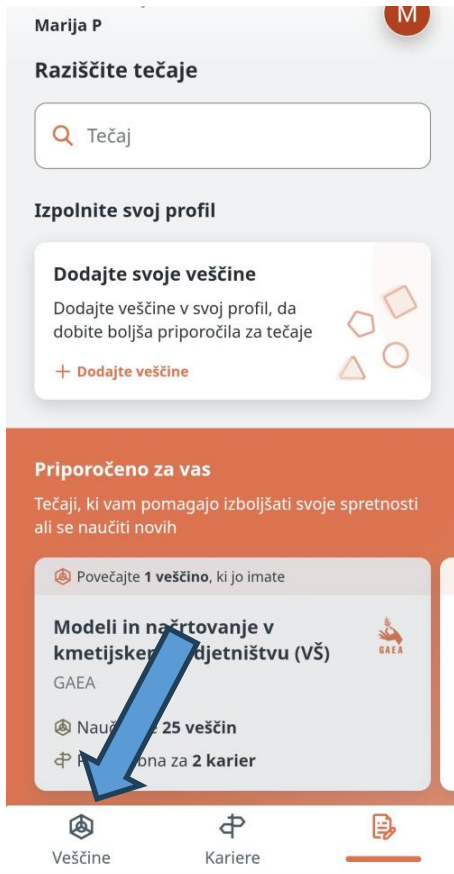 Marija P
M
Raziščite tečaje
Tečaj
Izpolnite svoj profil
Dodajte svoje veščine
Dodajte veščine v svoj profil, da
dobite boljša priporočila za tečaje
+ Dodajte veščine
Priporočeno za vas
Tečaji, ki vam pomagajo izboljšati svoje spretnosti
ali se naučiti novih
Povečajte 1 veščino, ki jo imate
Modeli in načrtovanje v
(VŠ)
GAEA
GAEA
25 veščin
za 2 karier
Veščine
Kariere